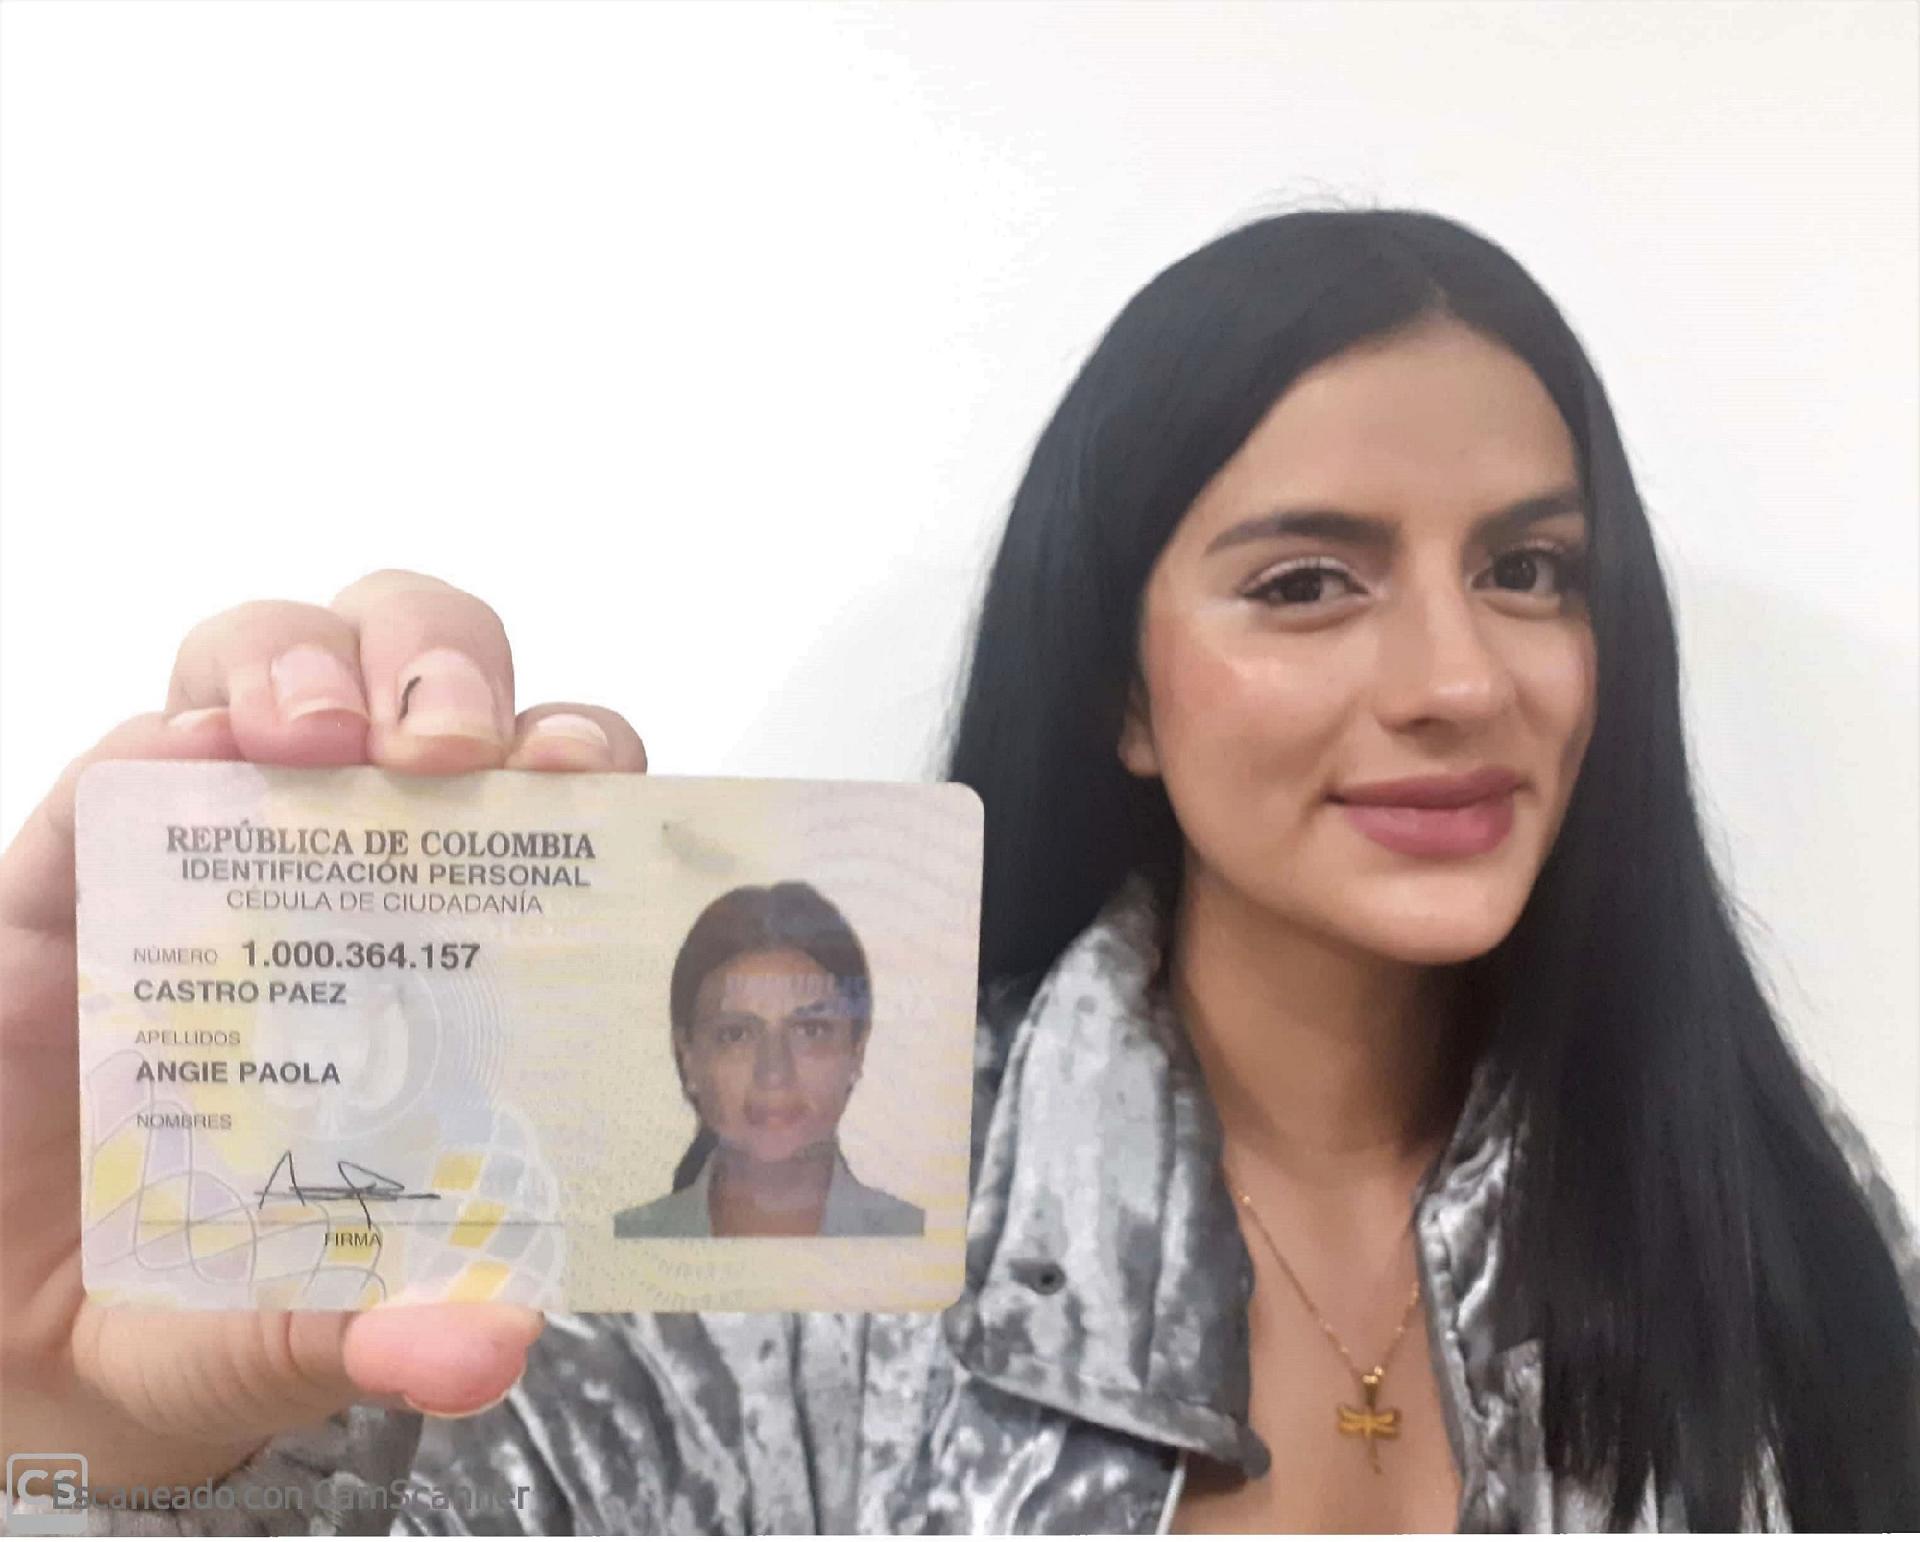 REPÚBLICA DE COLOMBIA
IDENTIFICACIÓN PERSONAL
CÉDULA DE CIUDADANÍA
NÚMERO 1.000.364.157
CASTRO PAEZ
APELLIDOS
ANGIE PAOLA
NOMBRES
FIRMA
CS Escaneado con CamScanner